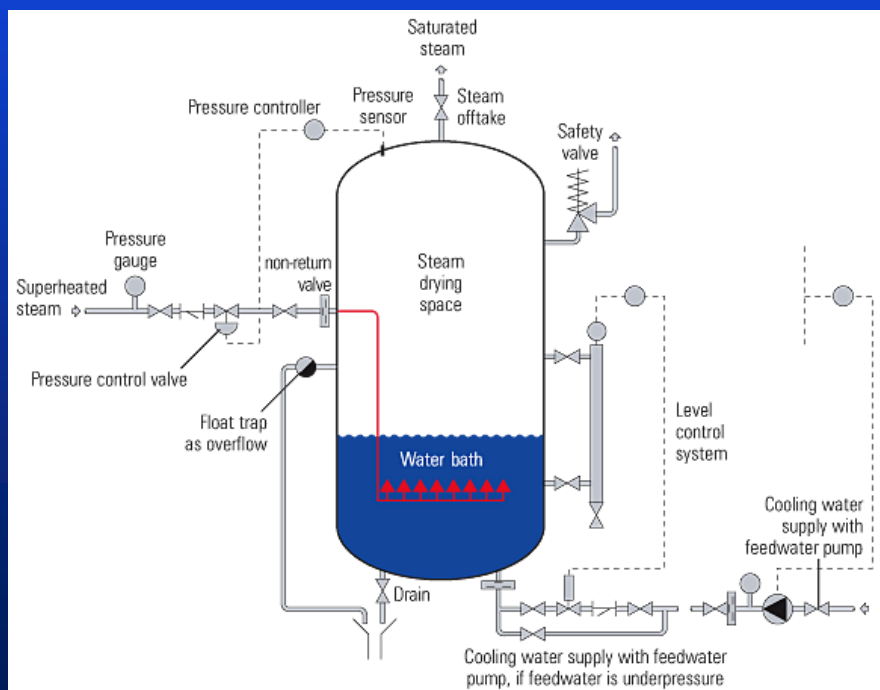 Saturated
steam
Pressure controller
Pressure
sensor
Steam
offtake
Safety
valve
Pressure
gauge
non-return
valve
Steam
drying
space
Superheated
steam
Pressure control valve
Float trap
as overflow
Level
control
system
Water bath
Cooling water
supply with
feedwater pump
Drain
Cooling water supply with feedwater
pump, if feedwater is underpressure